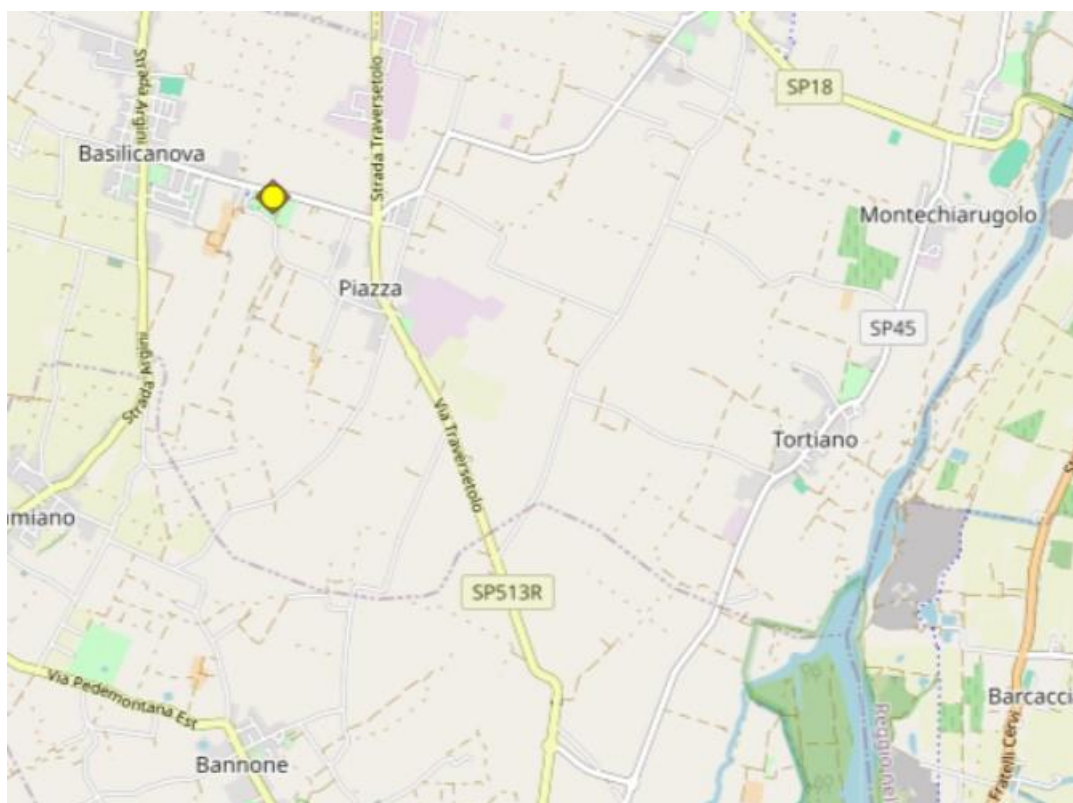 SP18
Strada Argini
Strada Traversetolo
Basilicanova
Montechiarugolo
Piazza
SP45
Strada Argini
Via Traversetolo
Tortiano
amiano
SP513R
Via Pedemontana Est
Barcacci
Fratelli Cervi
Bannone